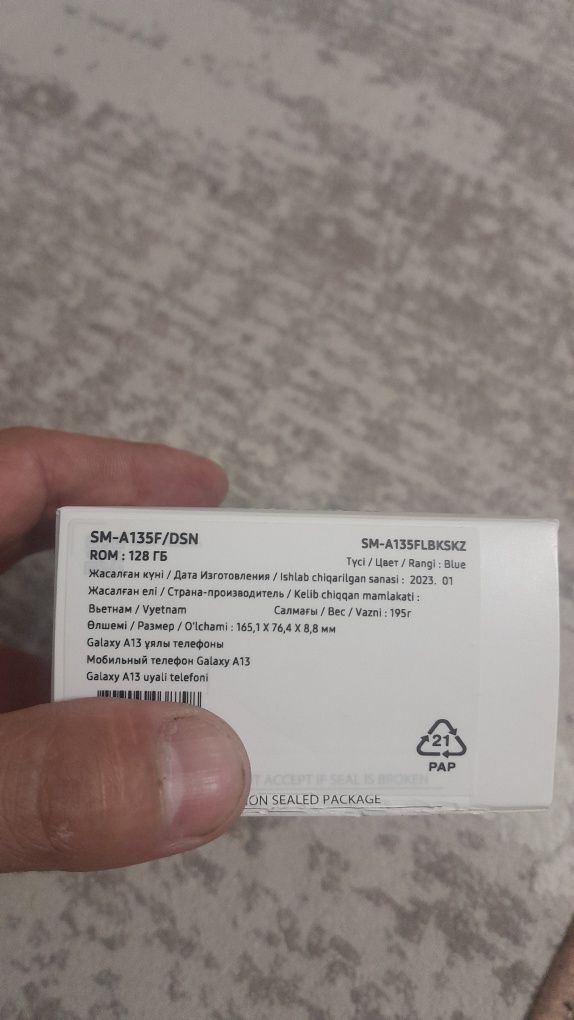 SM-A135F/DSN
SM-A135FLBKSKZ
ROM : 128 ГБ
Түсі / Цвет / Rangi : Blue
Жасалған күні / Дата Изготовления / Ishlab chiqarilgan sanasi : 2023. 01
Жасалған елі / Страна-производитель / Kelib chiqqan mamlakati :
Вьетнам / Vyetnam
Салмағы / Вес / Vazni : 195г
Өлшемі / Размер / O'lchami : 165,1 X 76,4 X 8,8 мм
Galaxy A13 ұялы телефоны
Мобильный телефон Galaxy A13
Galaxy A13 uyali telefoni
21
PAP
ACCEPT IF SEAL IS BROKEN
SEALED PACKAGE